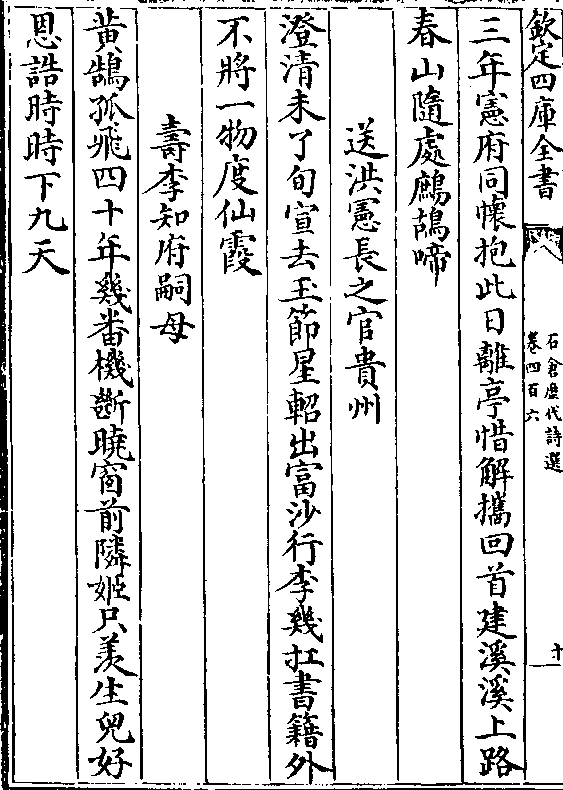 欽定四庫全書
石倉歷代詩選
卷四百六
十
三年憲府同懷抱此日離亭惜解攜回首建溪溪上路
春山隨處鷓鴣啼
送洪憲長之官貴州
澄清未了旬宣去玉節星軺出富沙行李幾扛書籍外
不將一物度仙霞
壽李知府嗣母
黃鵠孤飛四十年幾番機斷曉窗前隣姬只羨生兒好
恩誥時時下九天